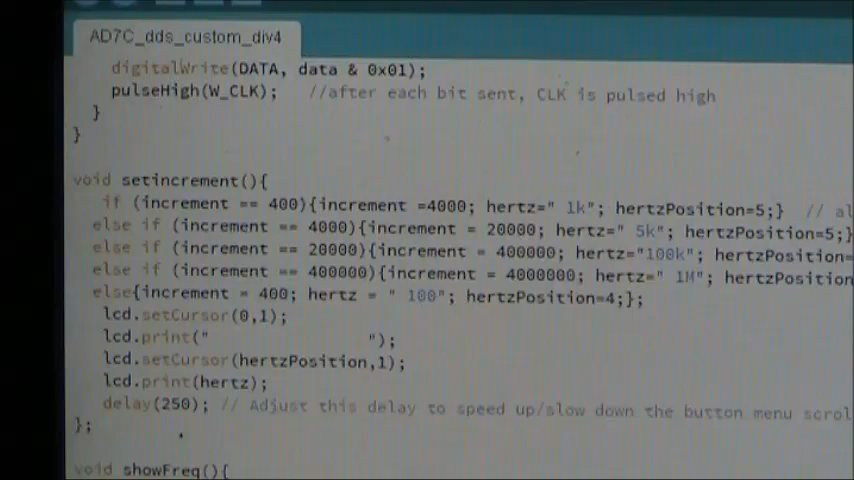 AD7C_dds_custom_div4
digitalWrite(DATA, data & 0x01);
pulseHigh(W_CLK);   //after each bit sent, CLK is pulsed high
}
}
void setincrement(){
if (increment == 400){increment =4000; hertz=" 1k"; hertzPosition=5;}  // al
else if (increment == 4000){increment = 20000; hertz=" 5k"; hertzPosition=5;}
else if (increment == 20000){increment = 400000; hertz="100k"; hertzPosition=
else if (increment == 400000){increment = 4000000; hertz=" 1M"; hertzPosition
else{increment = 400; hertz = " 100"; hertzPosition=4;};
lcd.setCursor(0,1);
lcd.print("                ");
lcd.setCursor(hertzPosition,1);
lcd.print(hertz);
delay(250); // Adjust this delay to speed up/slow down the button menu scrol
};
void showFreq(){